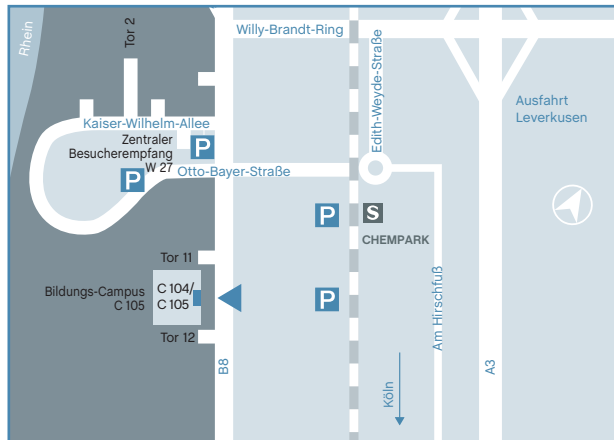 Rhein
Tor 2
Willy-Brandt-Ring
Edith-Weyde-Straße
Ausfahrt
Leverkusen
Kaiser-Wilhelm-Allee
Zentraler
Besucherempfang
W 27
P
P
Otto-Bayer-Straße
P
S
CHEMPARK
Tor 11
Bildungs-Campus
C 105
C 104/
C 105
P
Tor 12
B8
Köln
Am Hirschfuß
A3